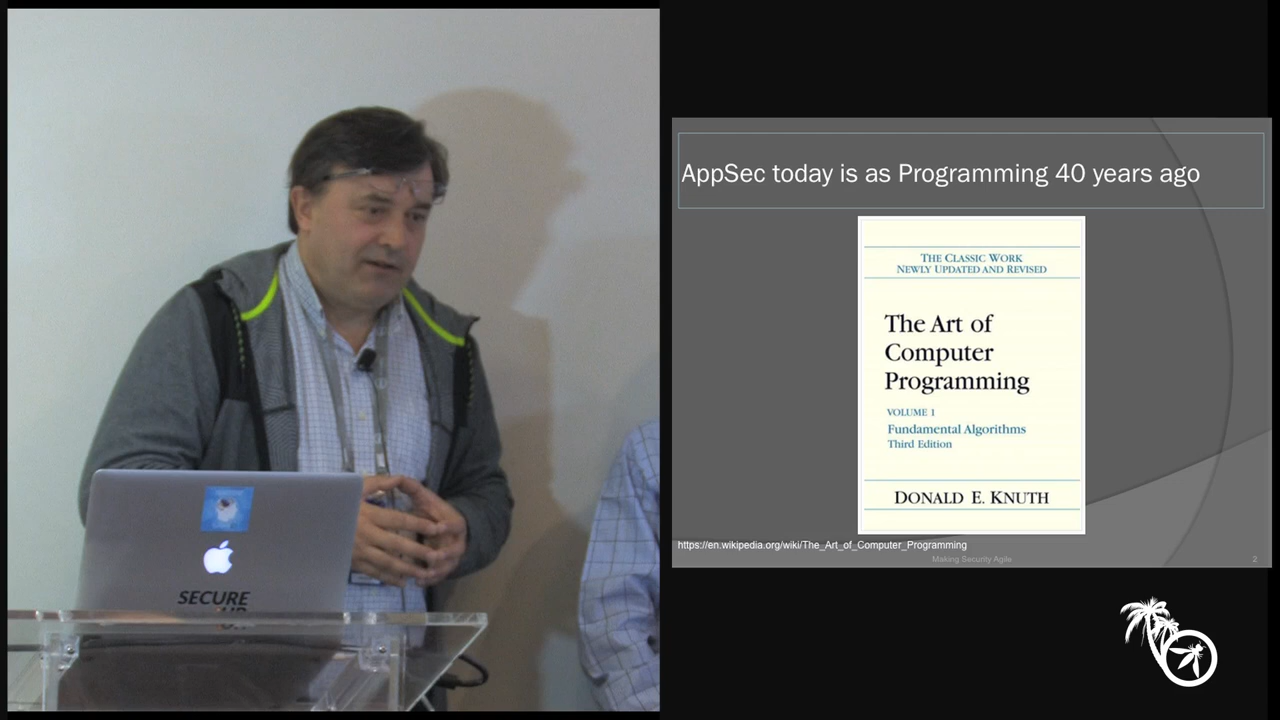 AppSec today is as Programming 40 years ago
THE CLASSIC WORK
NEWLY UPDATED AND REVISED
The Art of
Computer
Programming
VOLUME 1
Fundamental Algorithms
Third Edition
DONALD E. KNUTH
https://en.wikipedia.org/wiki/The_Art_of_Computer_Programming
Making Security Agile
2
SECURE